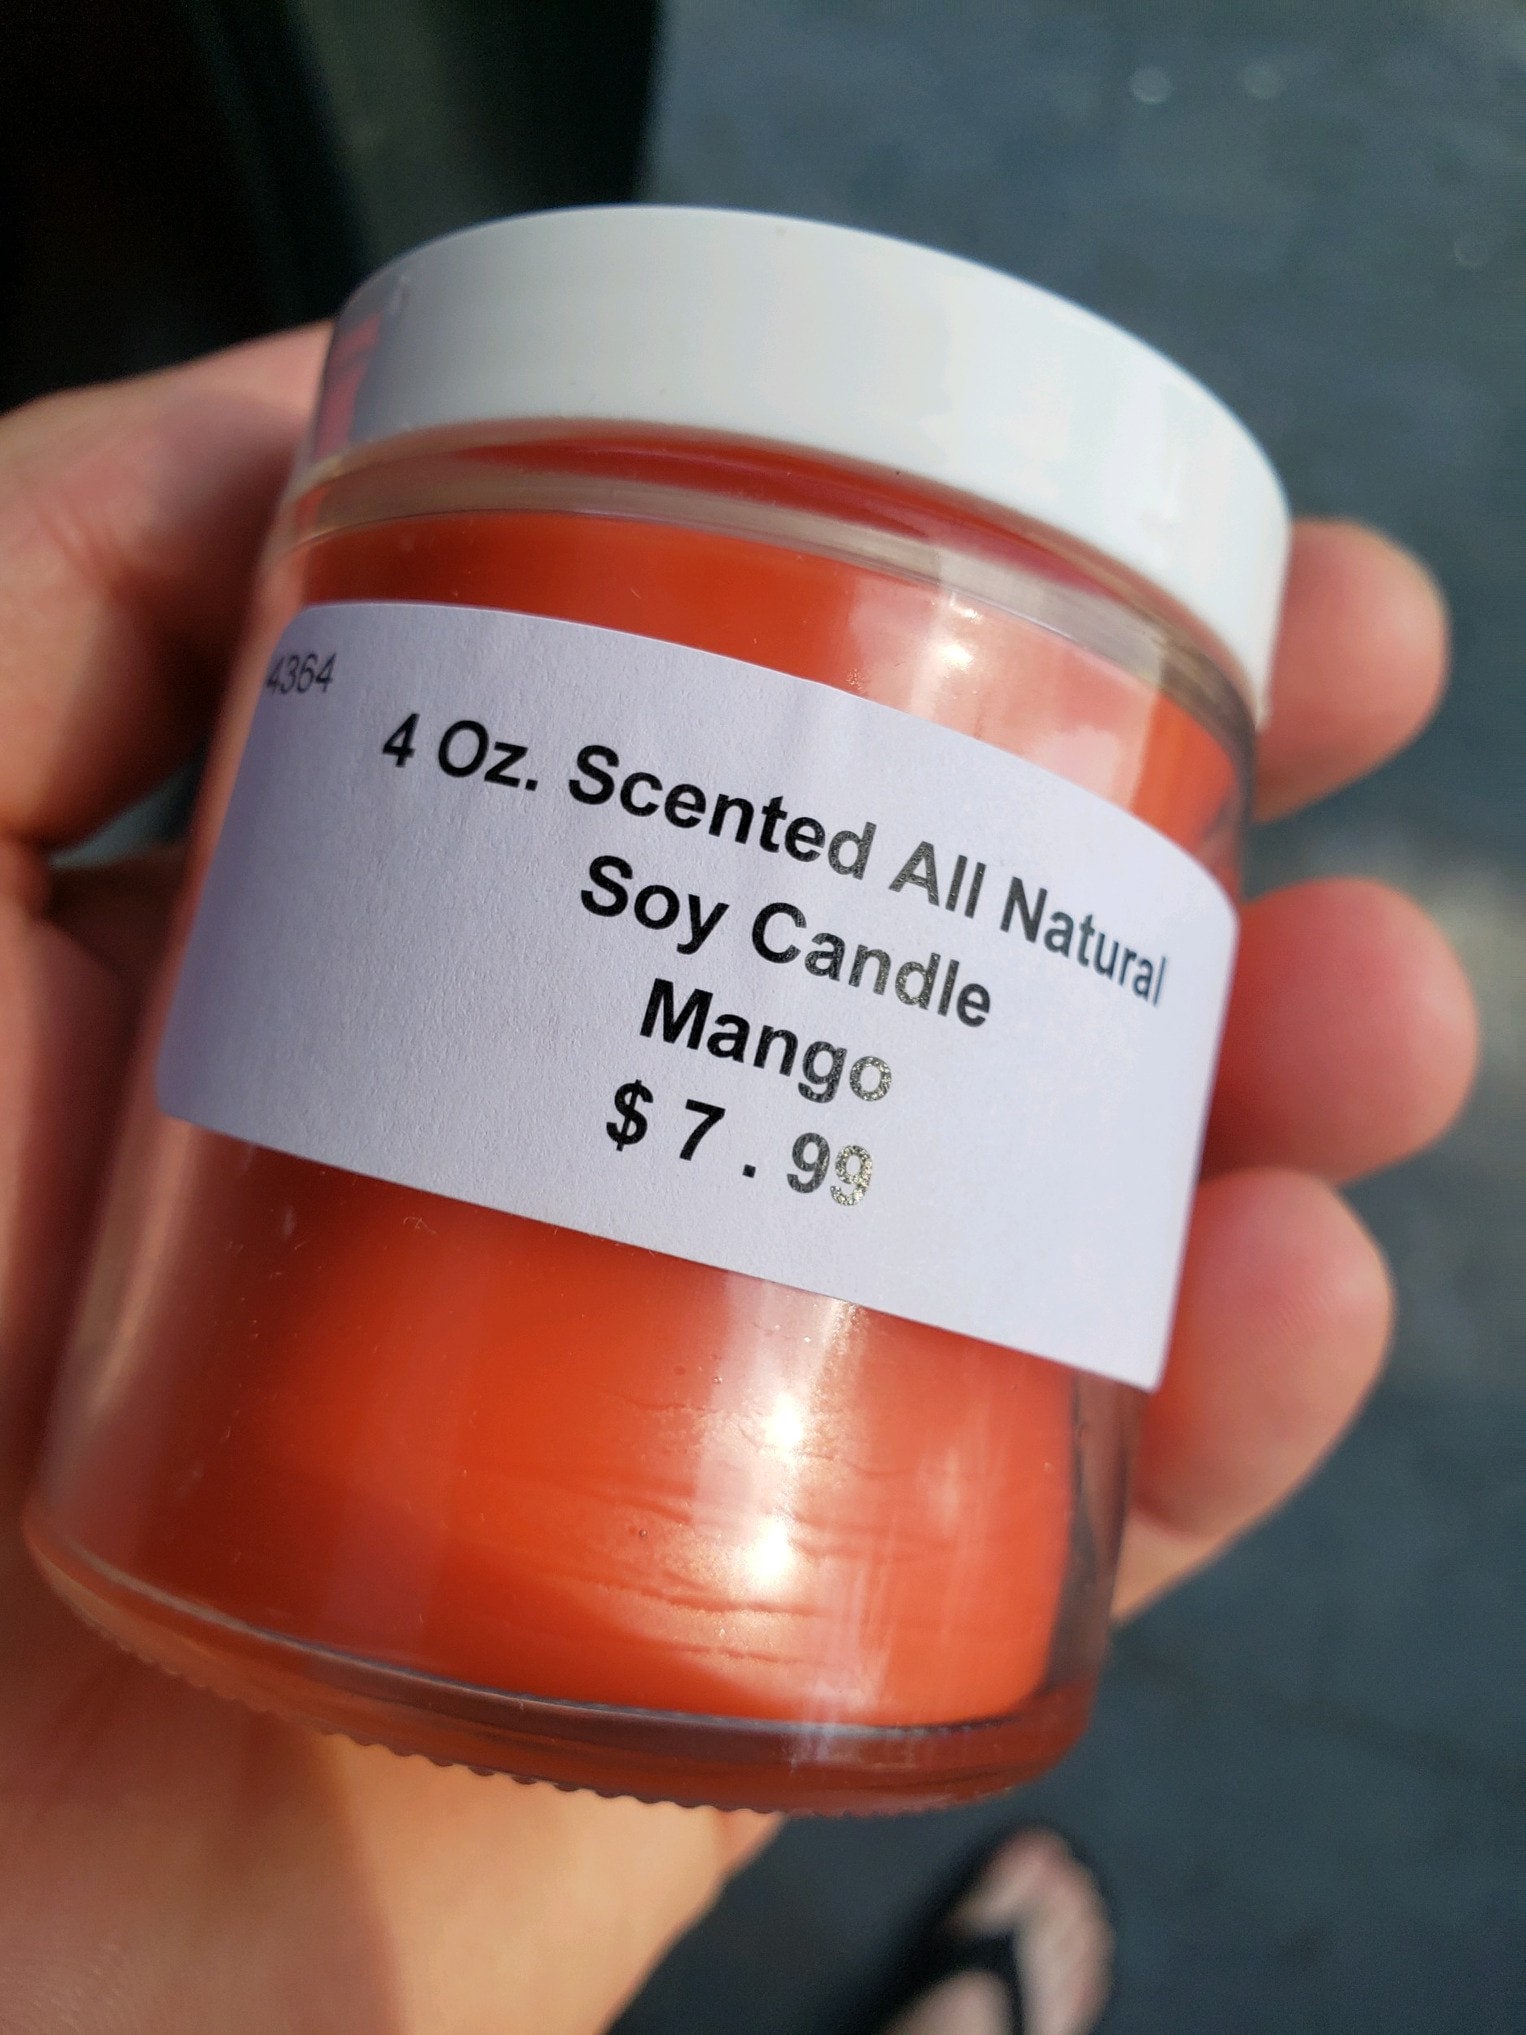 4364
4 Oz. Scented All Natural
Soy Candle
Mango
$ 7 . 99